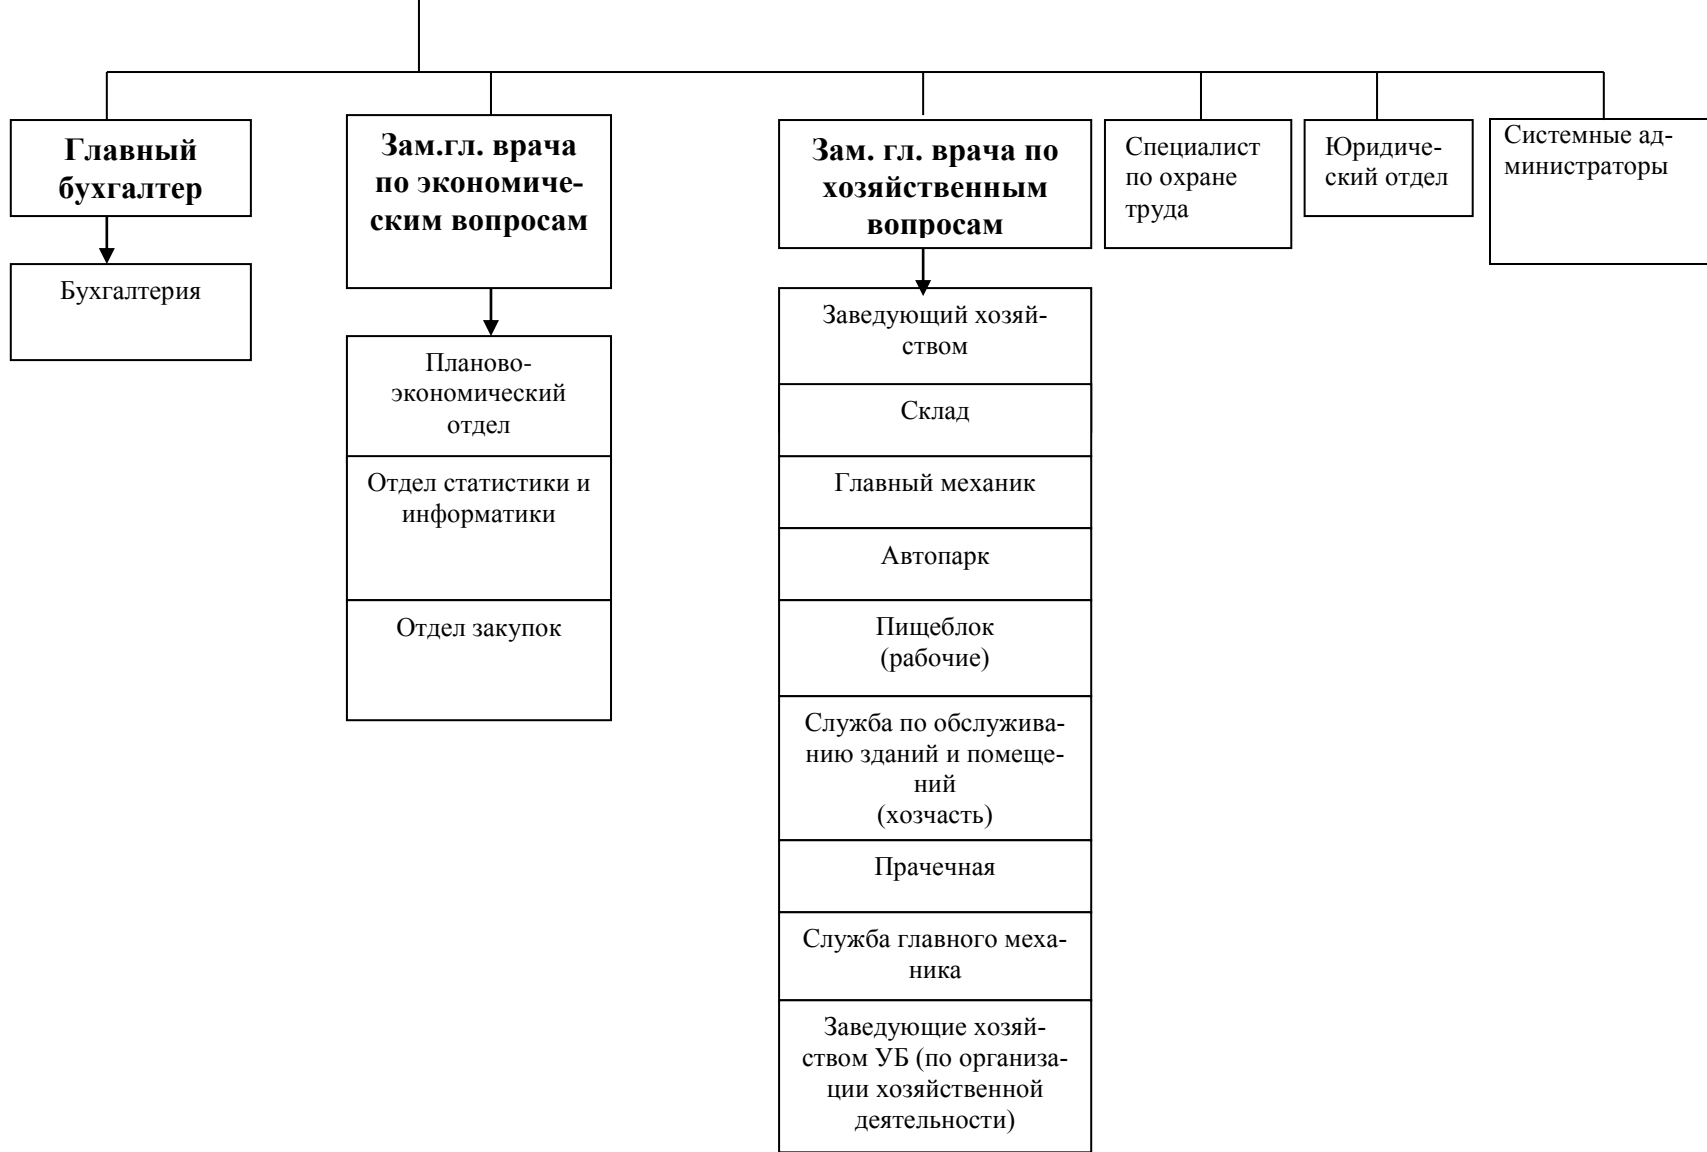 Главный
бухгалтер
Бухгалтерия
Зам.гл. врача
по экономиче-
ским вопросам
Планово-
экономический
отдел
Отдел статистики и
информатики
Отдел закупок
Зам. гл. врача по
хозяйственным
вопросам
Заведующий хозяй-
ством
Склад
Главный механик
Автопарк
Пищеблок
(рабочие)
Служба по обслужива-
нию зданий и помеще-
ний
(хозчасть)
Прачечная
Служба главного меха-
ника
Заведующие хозяй-
ством УБ (по организа-
ции хозяйственной
деятельности)
Специалист
по охране
труда
Юридиче-
ский отдел
Системные ад-
министраторы